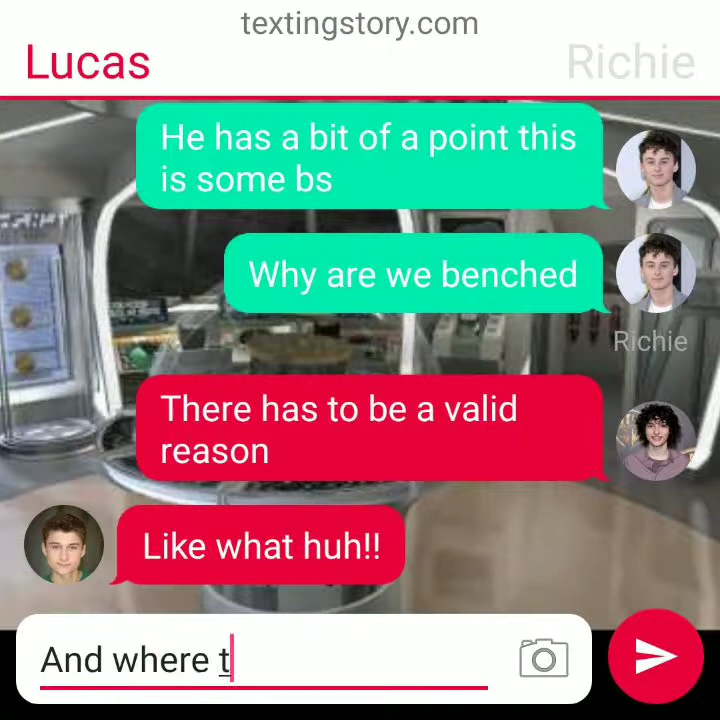 textingstory.com
Lucas
Richie
He has a bit of a point this
is some bs
Why are we benched
Richie
There has to be a valid
reason
Like what huh!!
And where t